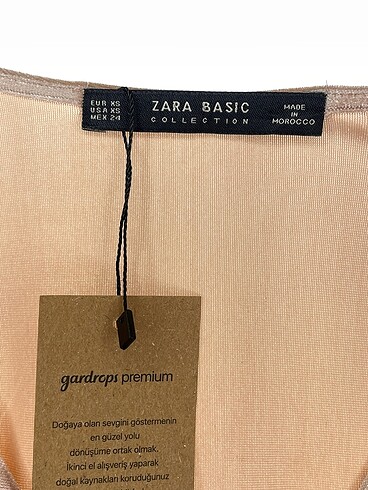 EUR XS
USA XS
MEX 24
ZARA BASIC
COLLECTION
MADE
IN
MOROCCO
gardrops premium
Doğaya olan sevgini göstermenin
en güzel yolu
dönüşüme ortak olmak.
İkinci el alışveriş yaparak
doğal kaynakları koruduğunuz